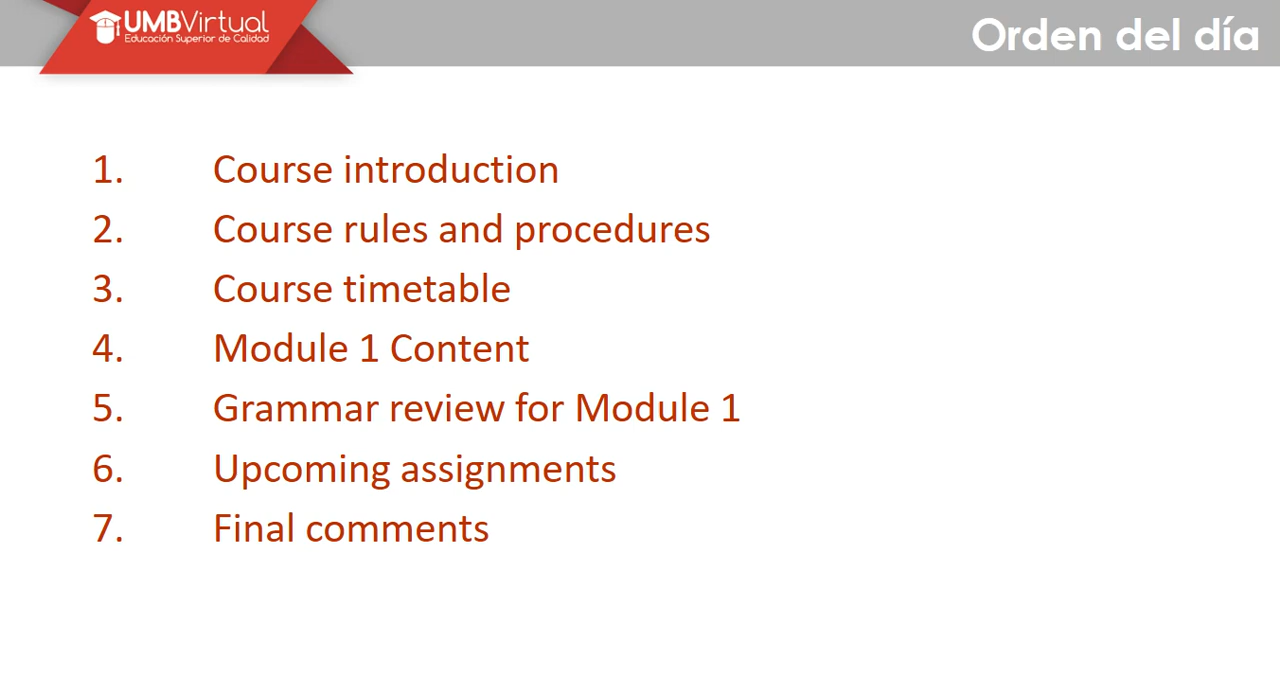 UMBVirtual
Educación Superior de Calidad
Orden del día
1. Course introduction
2. Course rules and procedures
3. Course timetable
4. Module 1 Content
5. Grammar review for Module 1
6. Upcoming assignments
7. Final comments